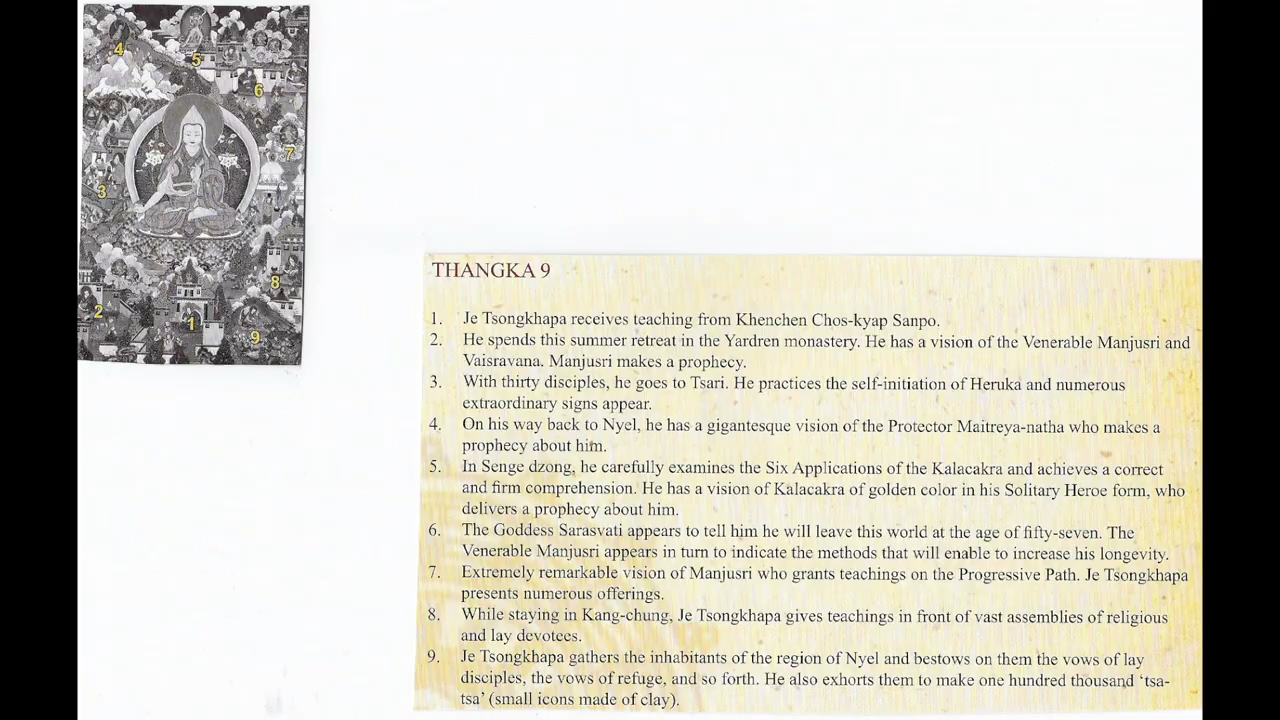 4
5
6
7
3
8
2
1
9
THANGKA 9
1. Je Tsongkhapa receives teaching from Khenchen Chos-kyap Sanpo.
2. He spends this summer retreat in the Yardren monastery. He has a vision of the Venerable Manjusri and
Vaisravana. Manjusri makes a prophecy.
3. With thirty disciples, he goes to Tsari. He practices the self-initiation of Heruka and numerous
extraordinary signs appear.
4. On his way back to Nyel, he has a gigantesque vision of the Protector Maitreya-natha who makes a
prophecy about him.
5. In Senge dzong, he carefully examines the Six Applications of the Kalacakra and achieves a correct
and firm comprehension. He has a vision of Kalacakra of golden color in his Solitary Heroe form, who
delivers a prophecy about him.
6. The Goddess Sarasvati appears to tell him he will leave this world at the age of fifty-seven. The
Venerable Manjusri appears in turn to indicate the methods that will enable to increase his longevity.
7. Extremely remarkable vision of Manjusri who grants teachings on the Progressive Path. Je Tsongkhapa
presents numerous offerings.
8. While staying in Kang-chung, Je Tsongkhapa gives teachings in front of vast assemblies of religious
and lay devotees.
9. Je Tsongkhapa gathers the inhabitants of the region of Nyel and bestows on them the vows of lay
disciples, the vows of refuge, and so forth. He also exhorts them to make one hundred thousand ‘tsa-
tsa’ (small icons made of clay).